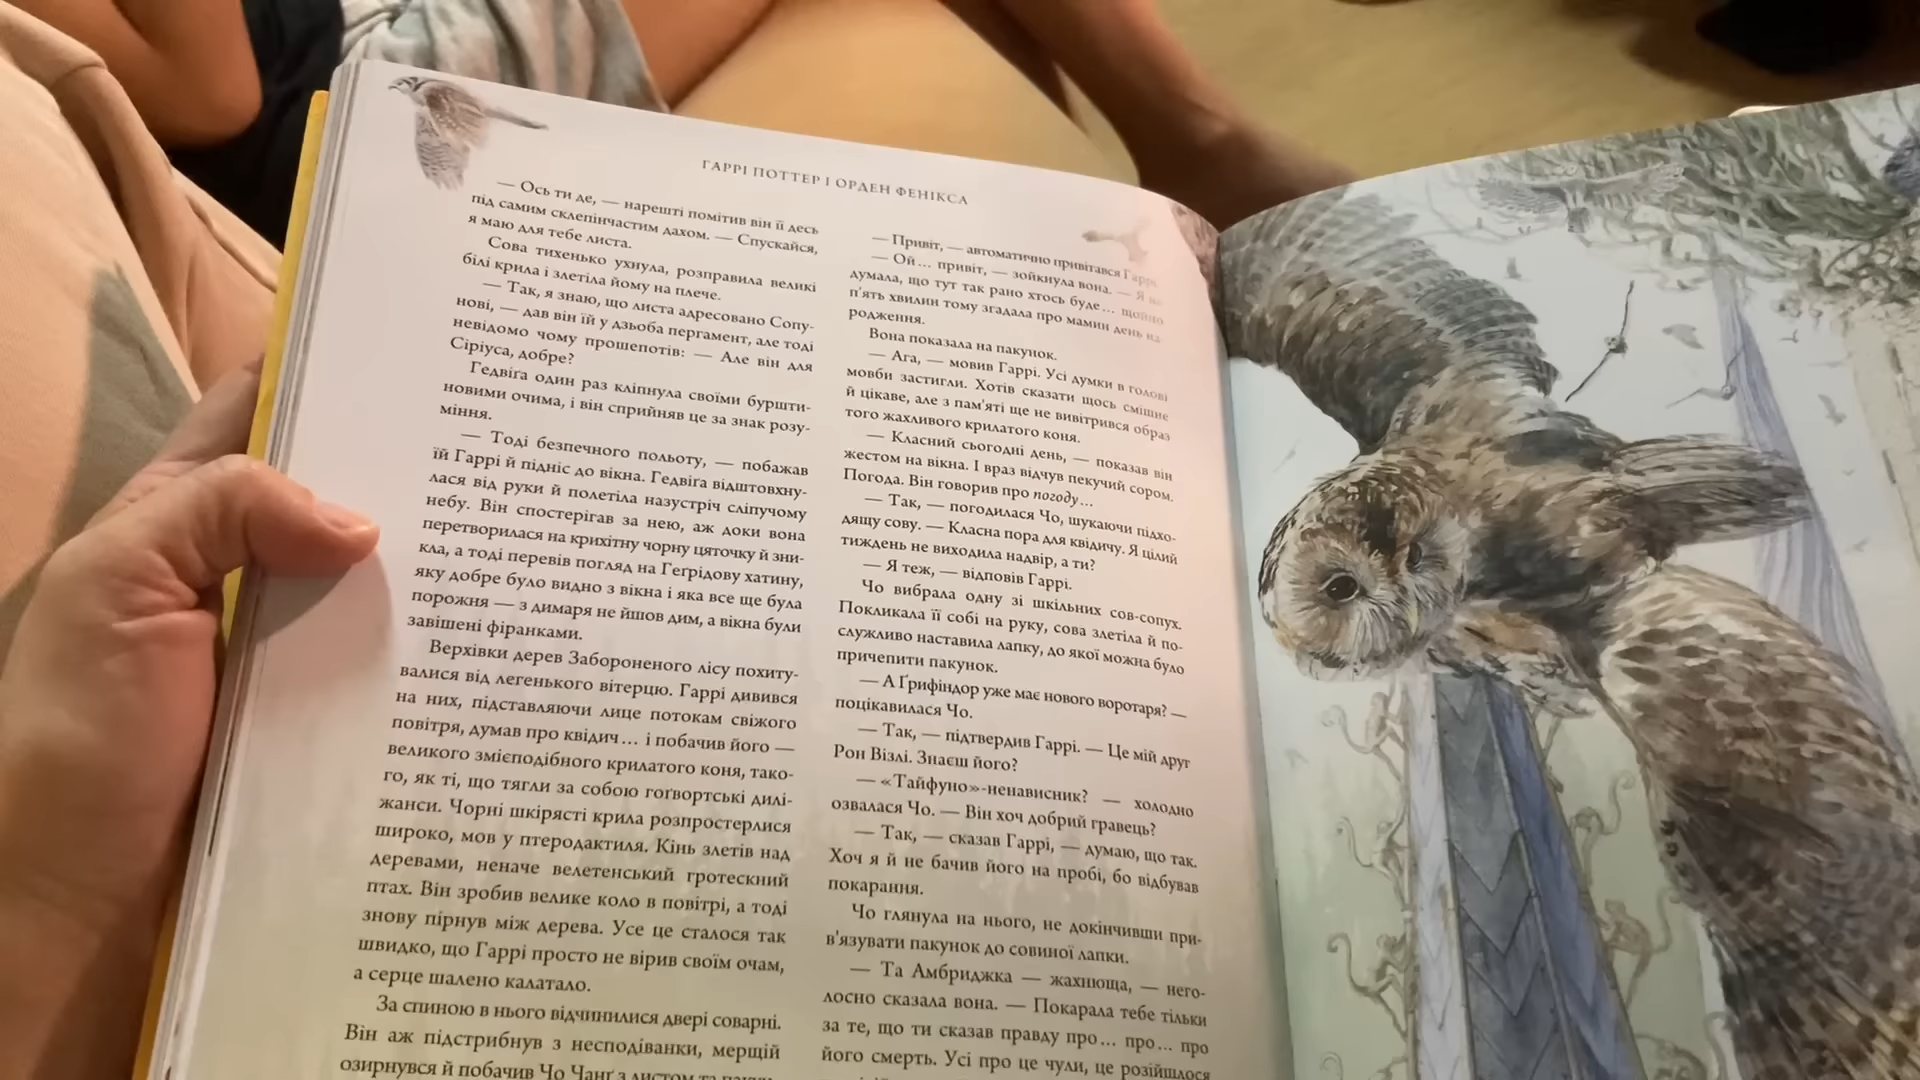 ГАРРІ ПОТТЕР І ОРДЕН ФЕНІКСА
— Ось ти де, — нарешті помітив він її десь
під самим склепінчастим дахом. — Спускайся,
я маю для тебе листа.
Сова тихенько ухнула, розправила великі
білі крила і злетіла йому на плече.
— Так, я знаю, що листа адресовано Сопу-
нові, — дав він їй у дзьоба пергамент, але тоді
невідомо чому прошепотів: — Але він для
Сіріуса, добре?
Гедвіґа один раз кліпнула своїми буршти-
новими очима, і він сприйняв це за знак розу-
міння.
— Тоді безпечного польоту, — побажав
їй Гаррі й підніс до вікна. Гедвіґа відштовхну-
лася від руки й полетіла назустріч сліпучому
небу. Він спостерігав за нею, аж доки вона
перетворилася на крихітну чорну цяточку й зни-
кла, а тоді перевів погляд на Геґрідову хатину,
яку добре було видно з вікна і яка все ще була
порожня — з димаря не йшов дим, а вікна були
завішені фіранками.
Верхівки дерев Забороненого лісу похиту-
валися від легенького вітерцю. Гаррі дивився
на них, підставляючи лице потокам свіжого
повітря, думав про квідич... і побачив його —
великого змієподібного крилатого коня, тако-
го, як ті, що тягли за собою гоґвортські дилі-
жанси. Чорні шкірясті крила розпростерлися
широко, мов у птеродактиля. Кінь злетів над
деревами, неначе велетенський гротескний
птах. Він зробив велике коло в повітрі, а тоді
знову пірнув між дерева. Усе це сталося так
швидко, що Гаррі просто не вірив своїм очам,
а серце шалено калатало.
За спиною в нього відчинилися двері соварні.
Він аж підстрибнув з несподіванки, мерщій
озирнувся й побачив Чо Чанґ з листом та
— Привіт, — автоматично привітався Гаррі.
— Ой... привіт, — зойкнула вона. — Я не
думала, що тут так рано хтось буде... щойно
п'ять хвилин тому згадала про мамин день на-
родження.
Вона показала на пакунок.
— Ага, — мовив Гаррі. Усі думки в голові
мовби застигли. Хотів сказати щось смішне
й цікаве, але з пам'яті ще не вивітрився образ
того жахливого крилатого коня.
— Класний сьогодні день, — показав він
жестом на вікна. І враз відчув пекучий сором.
Погода. Він говорив про погоду...
— Так, — погодилася Чо, шукаючи підхо-
дящу сову. — Класна пора для квідичу. Я цілий
тиждень не виходила надвір, а ти?
— Я теж, — відповів Гаррі.
Чо вибрала одну зі шкільних сов-сопух.
Покликала її собі на руку, сова злетіла й по-
служливо наставила лапку, до якої можна було
причепити пакунок.
— А Ґрифіндор уже має нового воротаря? —
поцікавилася Чо.
— Так, — підтвердив Гаррі. — Це мій друг
Рон Візлі. Знаєш його?
— «Тайфуно»-ненависник? — холодно
озвалася Чо. — Він хоч добрий гравець?
— Так, — сказав Гаррі, — думаю, що так.
Хоч я й не бачив його на пробі, бо відбував
покарання.
Чо глянула на нього, не докінчивши при-
в'язувати пакунок до совиної лапки.
— Та Амбриджка — жахнюща, — него-
лосно сказала вона. — Покарала тебе тільки
за те, що ти сказав правду про... про... про
його смерть. Усі про це чули, це розійшлося